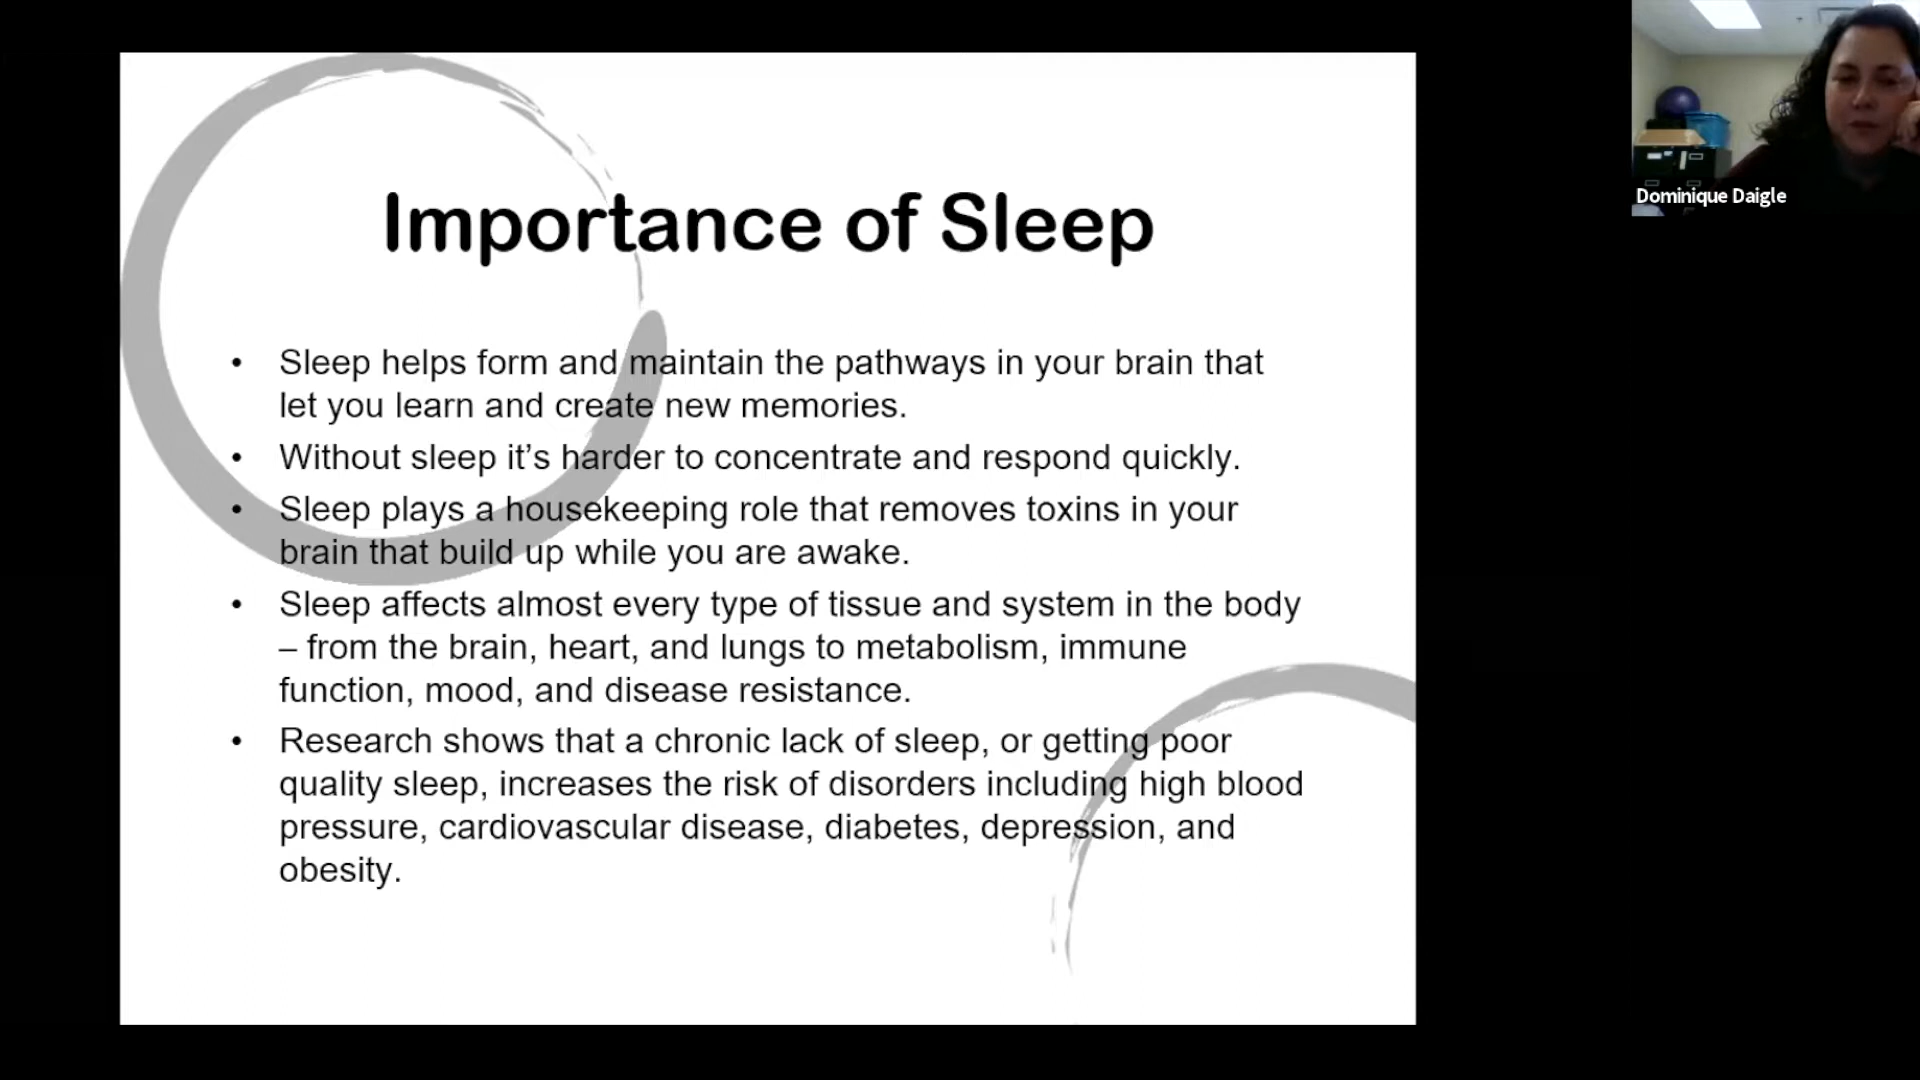 Importance of Sleep
• Sleep helps form and maintain the pathways in your brain that
let you learn and create new memories.
• Without sleep it’s harder to concentrate and respond quickly.
• Sleep plays a housekeeping role that removes toxins in your
brain that build up while you are awake.
• Sleep affects almost every type of tissue and system in the body
– from the brain, heart, and lungs to metabolism, immune
function, mood, and disease resistance.
• Research shows that a chronic lack of sleep, or getting poor
quality sleep, increases the risk of disorders including high blood
pressure, cardiovascular disease, diabetes, depression, and
obesity.
Dominique Daigle